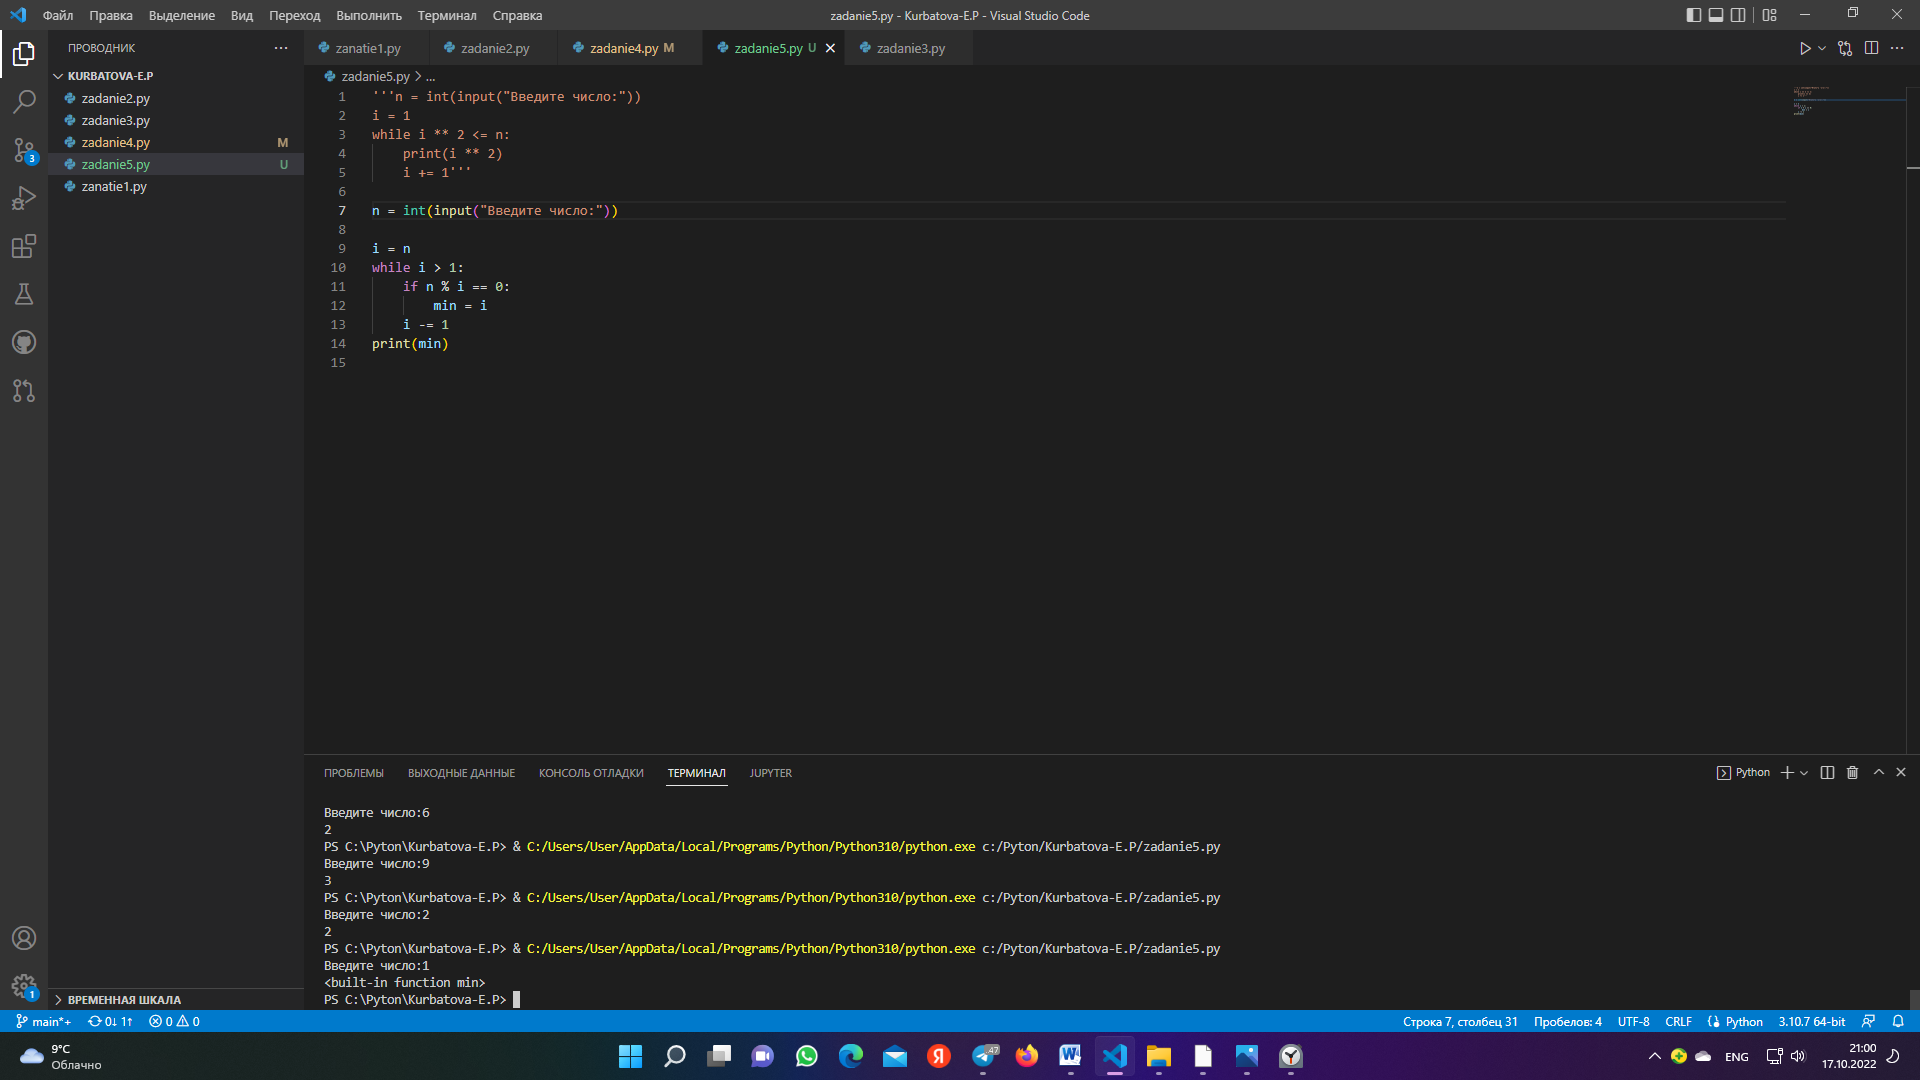 Файл Правка Выделение Вид Переход Выполнить Терминал Справка
zadanie5.py - Kurbatova-E.P - Visual Studio Code
ПРОВОДНИК
zanatie1.py zadanie2.py zadanie4.py M zadanie5.py U zadanie3.py
KURBATOVA-E.P
zadanie2.py
zadanie3.py
zadanie4.py M
zadanie5.py U
zanatie1.py
zadanie5.py > ...
1 '''n = int(input("Введите число:"))
2 i = 1
3 while i ** 2 <= n:
4 print(i ** 2)
5 i += 1'''
6
7 n = int(input("Введите число:"))
8
9 i = n
10 while i > 1:
11 if n % i == 0:
12 min = i
13 i -= 1
14 print(min)
15
3
1
ВРЕМЕННАЯ ШКАЛА
ПРОБЛЕМЫ ВЫХОДНЫЕ ДАННЫЕ КОНСОЛЬ ОТЛАДКИ ТЕРМИНАЛ JUPYTER
Python
Введите число:6
2
PS C:\Pyton\Kurbatova-E.P> & C:/Users/User/AppData/Local/Programs/Python/Python310/python.exe c:/Pyton/Kurbatova-E.P/zadanie5.py
Введите число:9
3
PS C:\Pyton\Kurbatova-E.P> & C:/Users/User/AppData/Local/Programs/Python/Python310/python.exe c:/Pyton/Kurbatova-E.P/zadanie5.py
Введите число:2
2
PS C:\Pyton\Kurbatova-E.P> & C:/Users/User/AppData/Local/Programs/Python/Python310/python.exe c:/Pyton/Kurbatova-E.P/zadanie5.py
Введите число:1
<built-in function min>
PS C:\Pyton\Kurbatova-E.P>
main*+ 0↓ 1↑ 0 0
Строка 7, столбец 31 Пробелов: 4 UTF-8 CRLF Python 3.10.7 64-bit
9°C
Облачно
Я
47
ENG
21:00
17.10.2022